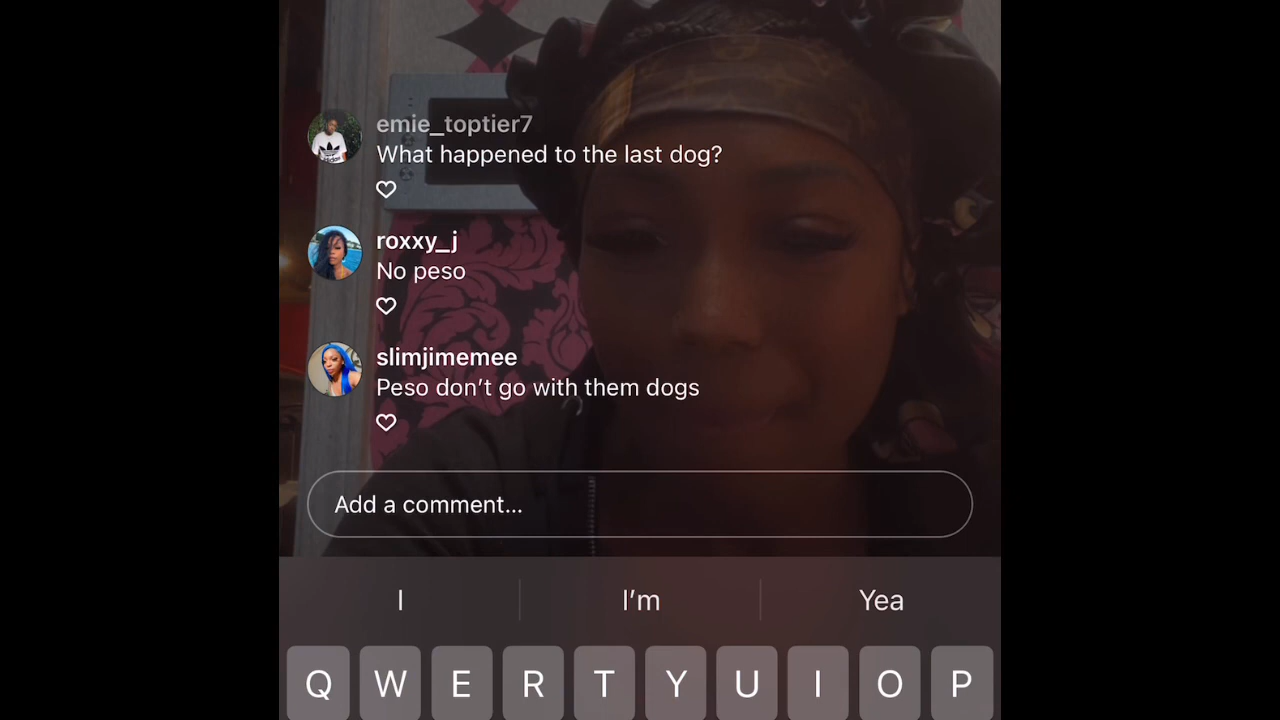 emie_toptier7
What happened to the last dog?
roxxy_j
No peso
slimjimemee
Peso don’t go with them dogs
Add a comment...
I I’m Yea
Q W E R T Y U I O P